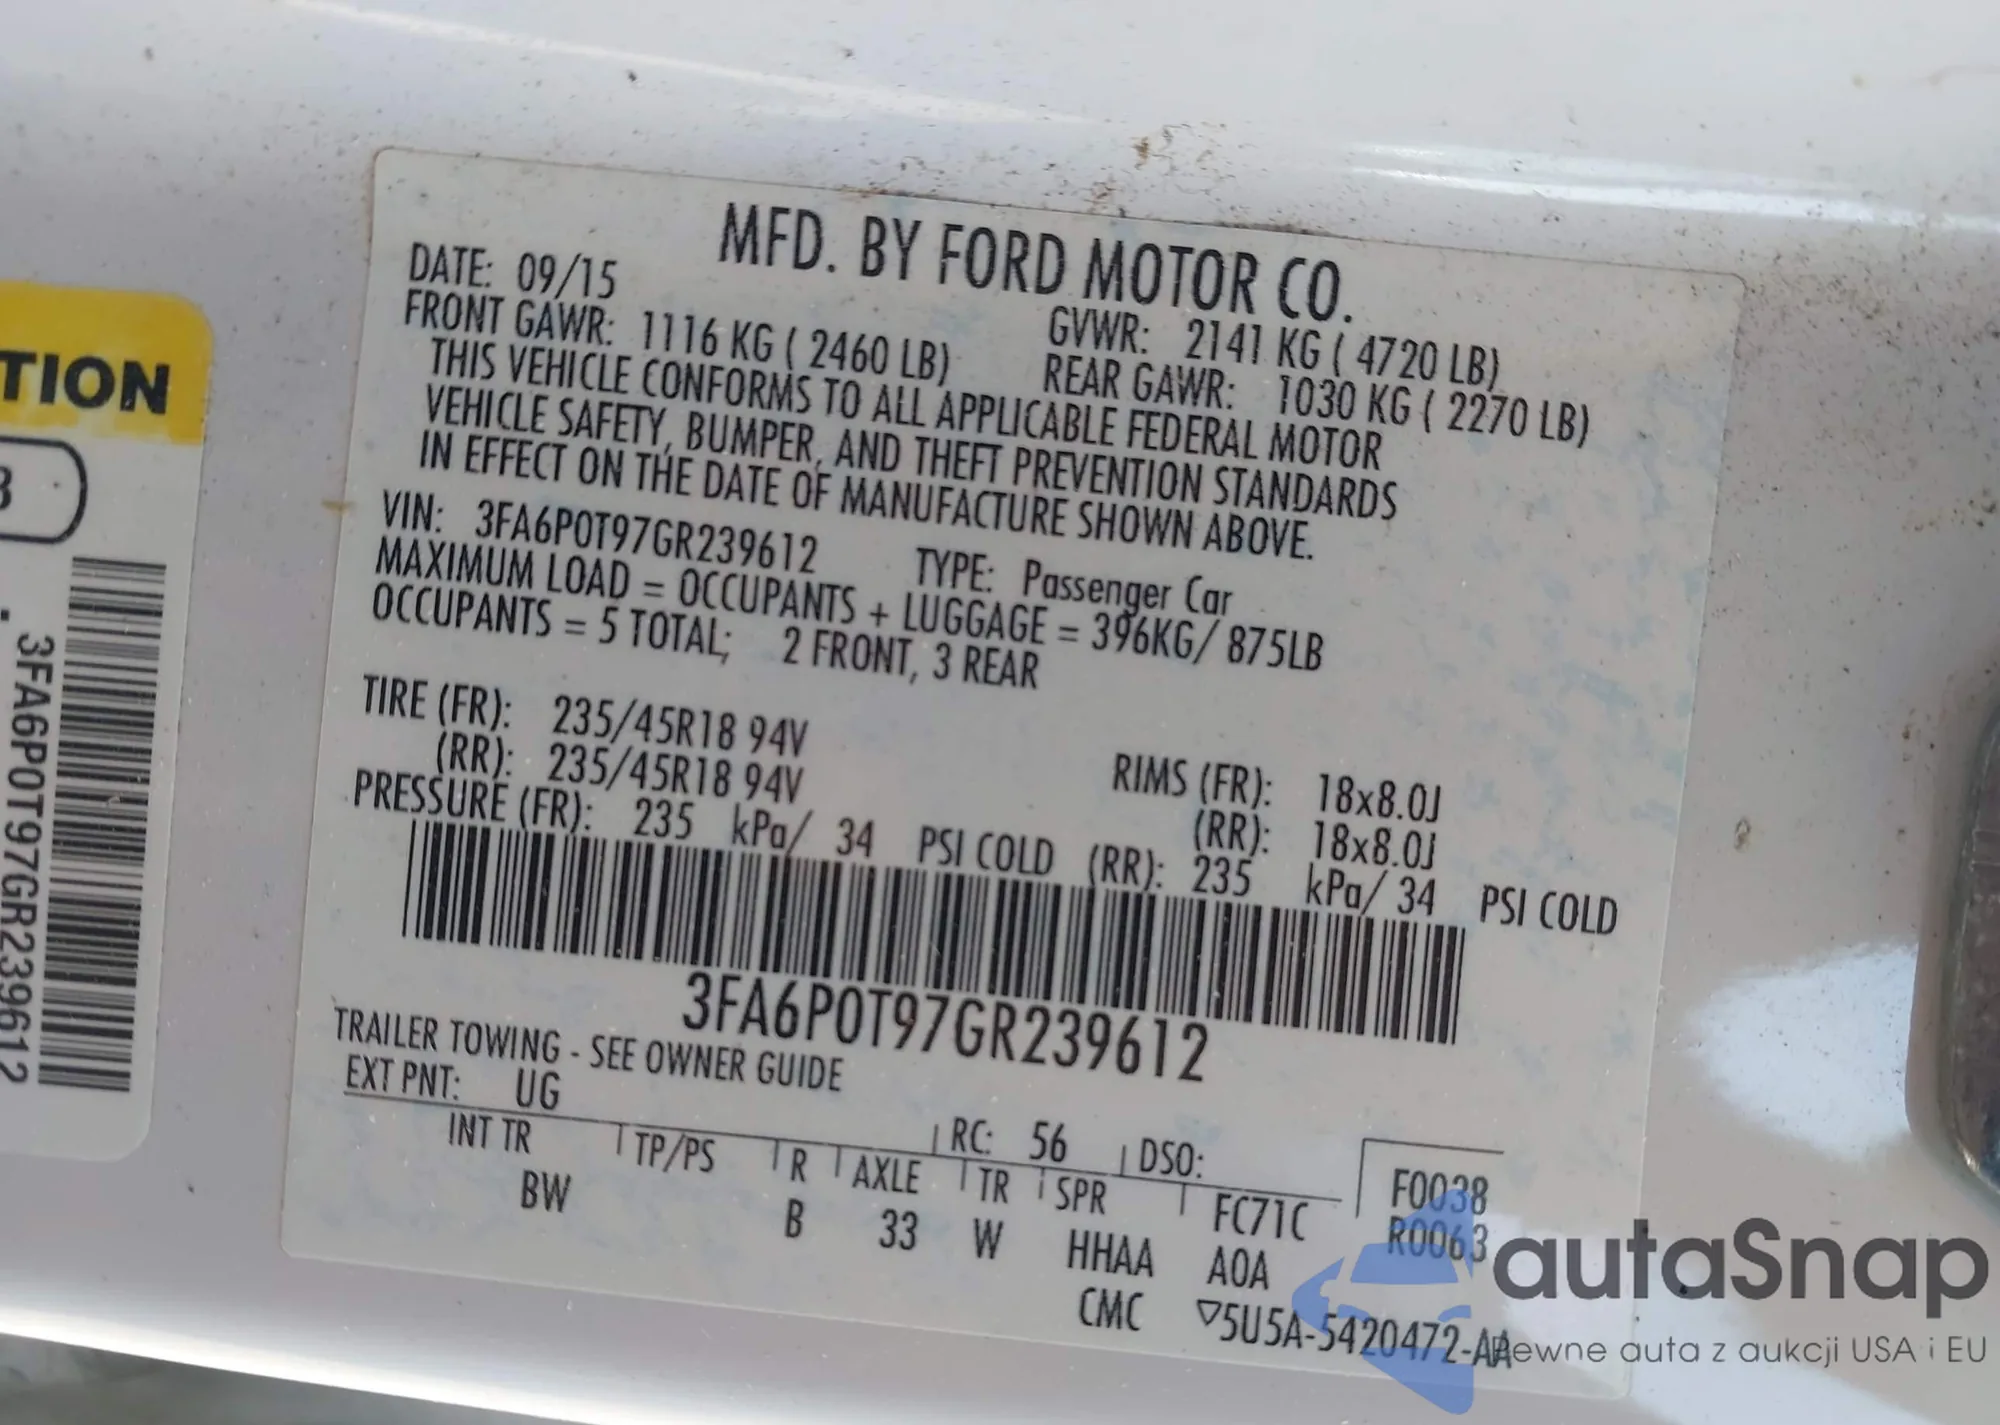 TION
3
3FA6P0T97GR239612
MFD. BY FORD MOTOR CO.
DATE: 09/15 GVWR: 2141 KG ( 4720 LB)
FRONT GAWR: 1116 KG ( 2460 LB) REAR GAWR: 1030 KG ( 2270 LB)
THIS VEHICLE CONFORMS TO ALL APPLICABLE FEDERAL MOTOR
VEHICLE SAFETY, BUMPER, AND THEFT PREVENTION STANDARDS
IN EFFECT ON THE DATE OF MANUFACTURE SHOWN ABOVE.
VIN: 3FA6P0T97GR239612 TYPE: Passenger Car
MAXIMUM LOAD = OCCUPANTS + LUGGAGE = 396KG/ 875LB
OCCUPANTS = 5 TOTAL; 2 FRONT, 3 REAR
TIRE (FR): 235/45R18 94V RIMS (FR): 18x8.0J
(RR): 235/45R18 94V (RR): 18x8.0J
PRESSURE (FR): 235 kPa/ 34 PSI COLD (RR): 235 kPa/ 34 PSI COLD
3FA6P0T97GR239612
TRAILER TOWING - SEE OWNER GUIDE
EXT PNT: UG RC: 56 DSO: F0038
INT TR TP/PS R AXLE TR SPR FC71C R0063
BW B 33 W HHAA A0A
CMC ▽5U5A-5420472-AA
autaSnap
Pewne auta z aukcji USA i EU